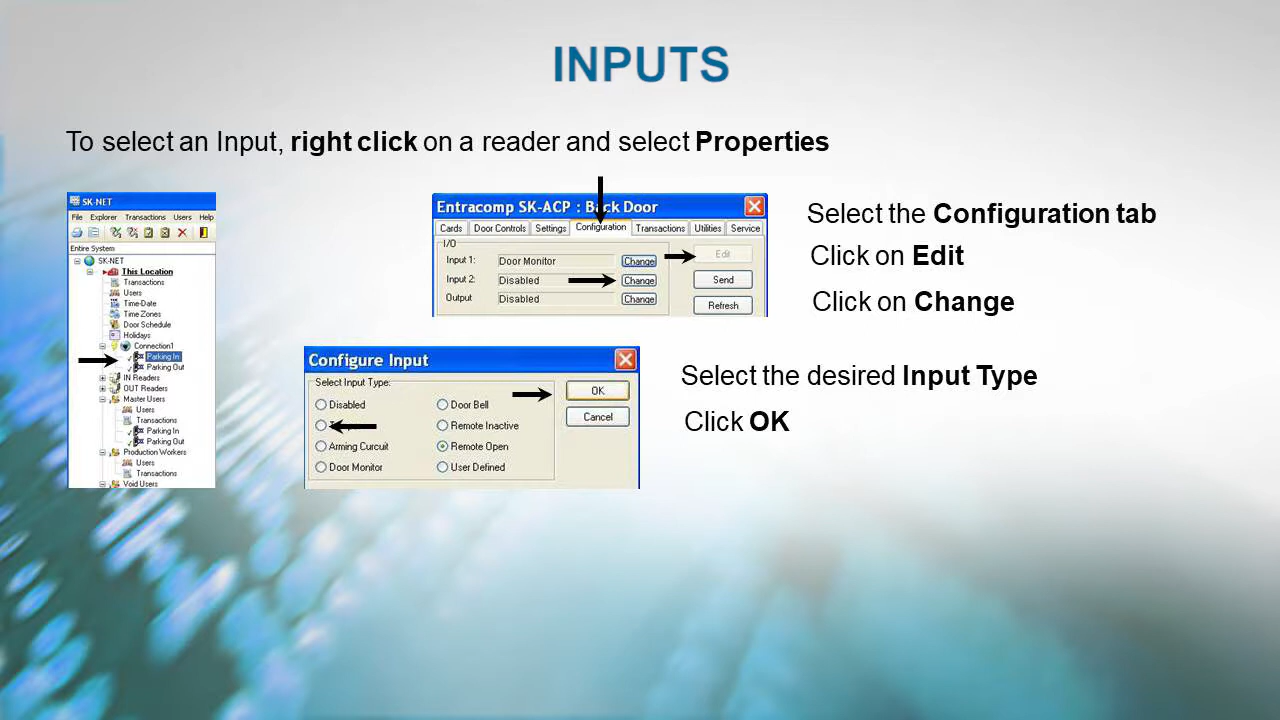 INPUTS
To select an Input, right click on a reader and select Properties
SK-NET
File Explorer Transactions Users Help
Entire System
SK-NET
This Location
Transactions
Users
Time-Date
Time Zones
Door Schedule
Holidays
Connection1
Parking In
Parking Out
IN Readers
OUT Readers
Master Users
Users
Transactions
Parking In
Parking Out
Production Workers
Users
Transactions
Void Users
Entracomp SK-ACP : Back Door
Cards Door Controls Settings Configuration Transactions Utilities Service
I/O
Input 1: Door Monitor Change Edit
Input 2: Disabled Change Send
Output Disabled Change Refresh
Select the Configuration tab
Click on Edit
Click on Change
Configure Input
Select Input Type:
Disabled Door Bell OK
Remote Inactive Cancel
Arming Curcuit Remote Open
Door Monitor User Defined
Select the desired Input Type
Click OK